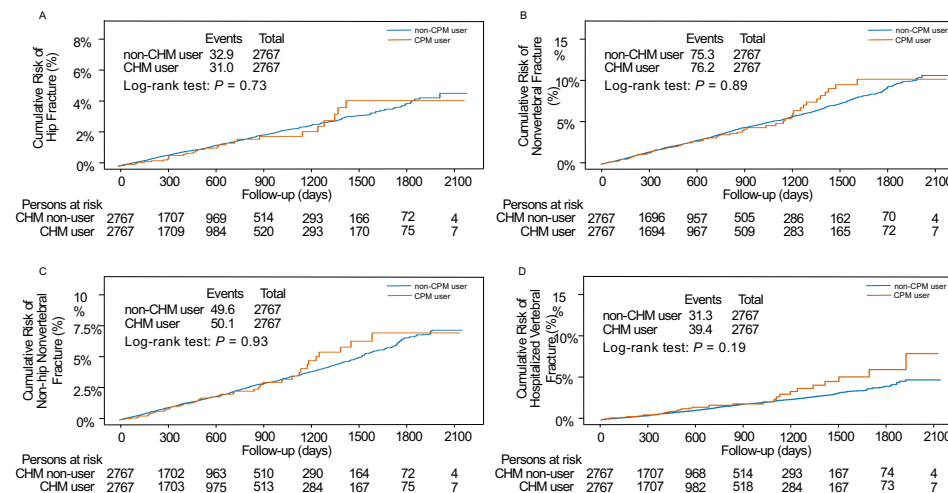 A
Cumulative Risk of
Hip Fracture (%)
8%
6%
4%
2%
0%
Events Total
non-CHM user 32.9 2767
CHM user 31.0 2767
Log-rank test: P = 0.73
non-CPM user
CPM user
0 300 600 900 1200 1500 1800 2100
Follow-up (days)
Persons at risk
CHM non-user 2767 1707 969 514 293 166 72 4
CHM user 2767 1709 984 520 293 170 75 7
B
Cumulative Risk of
Nonvertebral Fracture
(%)
15
%
10%
5%
0%
Events Total
non-CHM user 75.3 2767
CHM user 76.2 2767
Log-rank test: P = 0.89
non-CPM user
CPM user
0 300 600 900 1200 1500 1800 2100
Follow-up (days)
Persons at risk
CHM non-user 2767 1696 957 505 286 162 70 4
CHM user 2767 1694 967 509 283 165 72 7
C
Cumulative Risk of
Non-hip Nonvertebral
Fracture (%)
10
%
7.5%
5%
2.5%
0%
Events Total
non-CHM user 49.6 2767
CHM user 50.1 2767
Log-rank test: P = 0.93
non-CPM user
CPM user
0 300 600 900 1200 1500 1800 2100
Follow-up (days)
Persons at risk
CHM non-user 2767 1702 963 510 290 164 72 4
CHM user 2767 1703 975 513 284 167 75 7
D
Cumulative Risk of
Hospitalized Vertebral
Fracture (%)
15
%
10%
5%
0%
Events Total
non-CHM user 31.3 2767
CHM user 39.4 2767
Log-rank test: P = 0.19
non-CPM user
CPM user
0 300 600 900 1200 1500 1800 2100
Follow-up (days)
Persons at risk
CHM non-user 2767 1707 968 514 293 167 74 4
CHM user 2767 1707 982 518 284 167 73 7